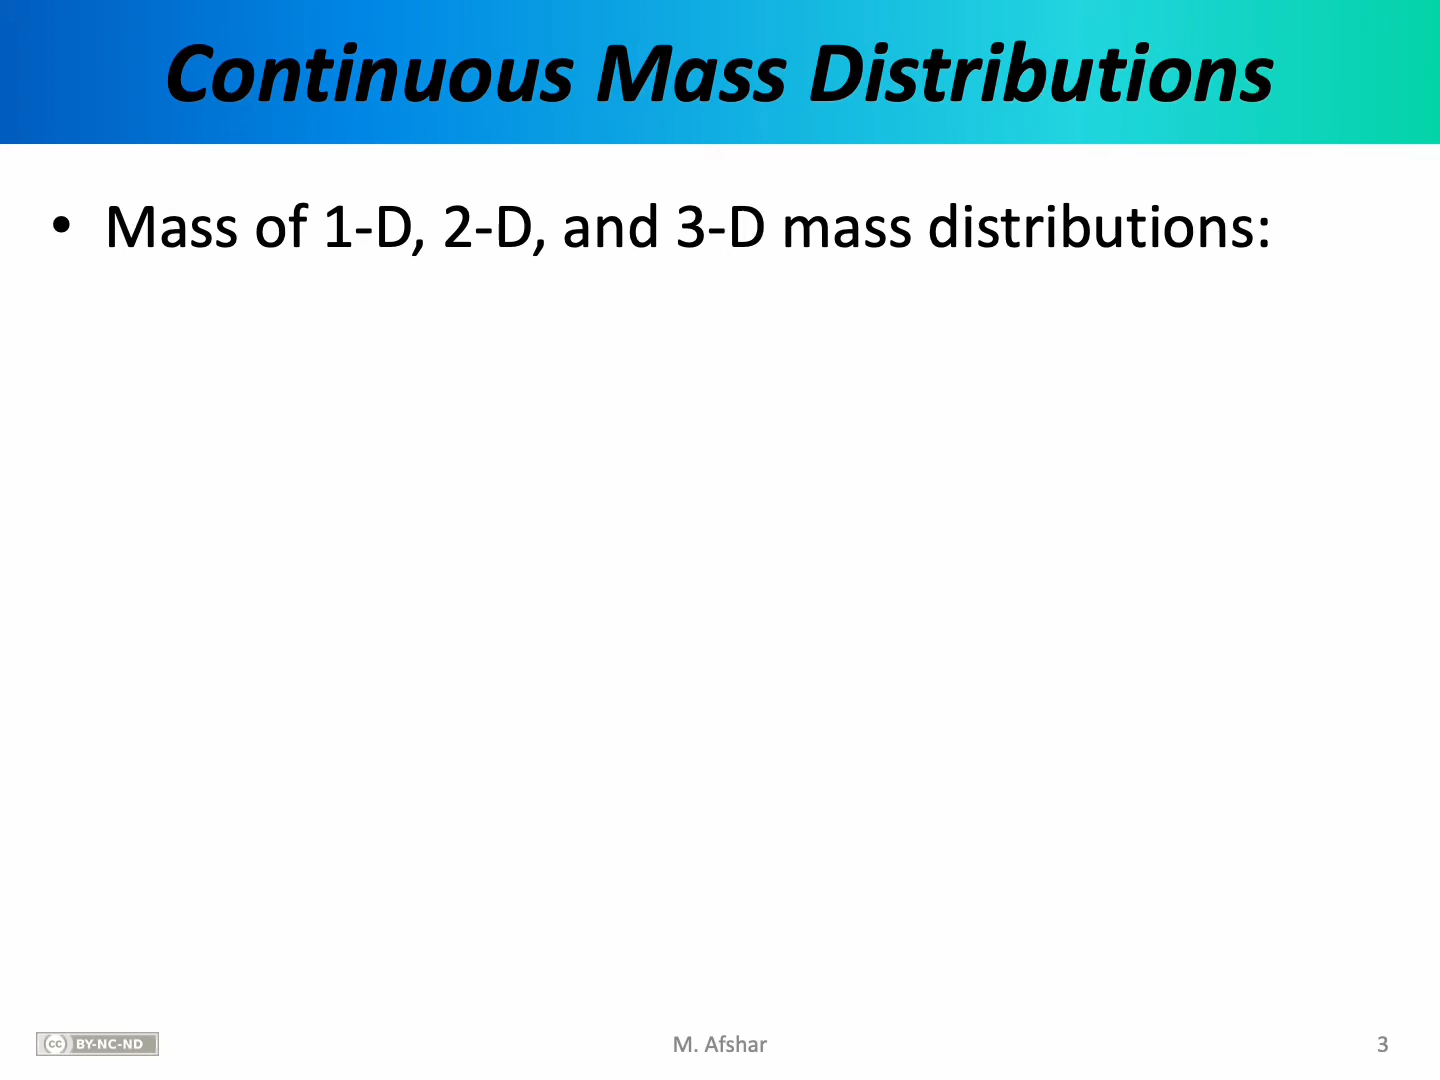 Continuous Mass Distributions
• Mass of 1-D, 2-D, and 3-D mass distributions:
cc BY-NC-ND
M. Afshar
3